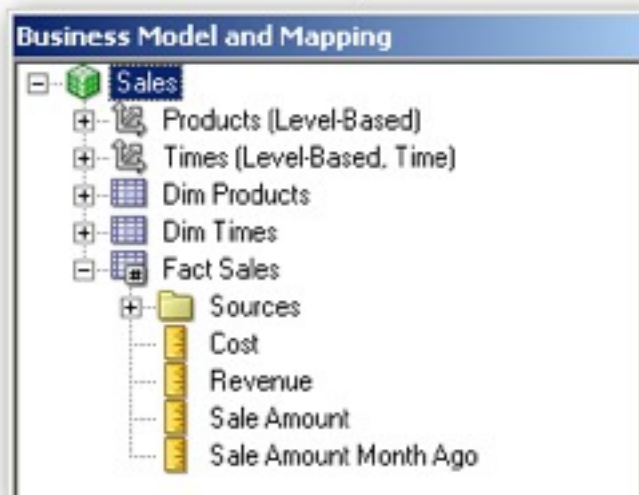 Business Model and Mapping
Sales
Products (Level-Based)
Times (Level-Based, Time)
Dim Products
Dim Times
Fact Sales
Sources
Cost
Revenue
Sale Amount
Sale Amount Month Ago